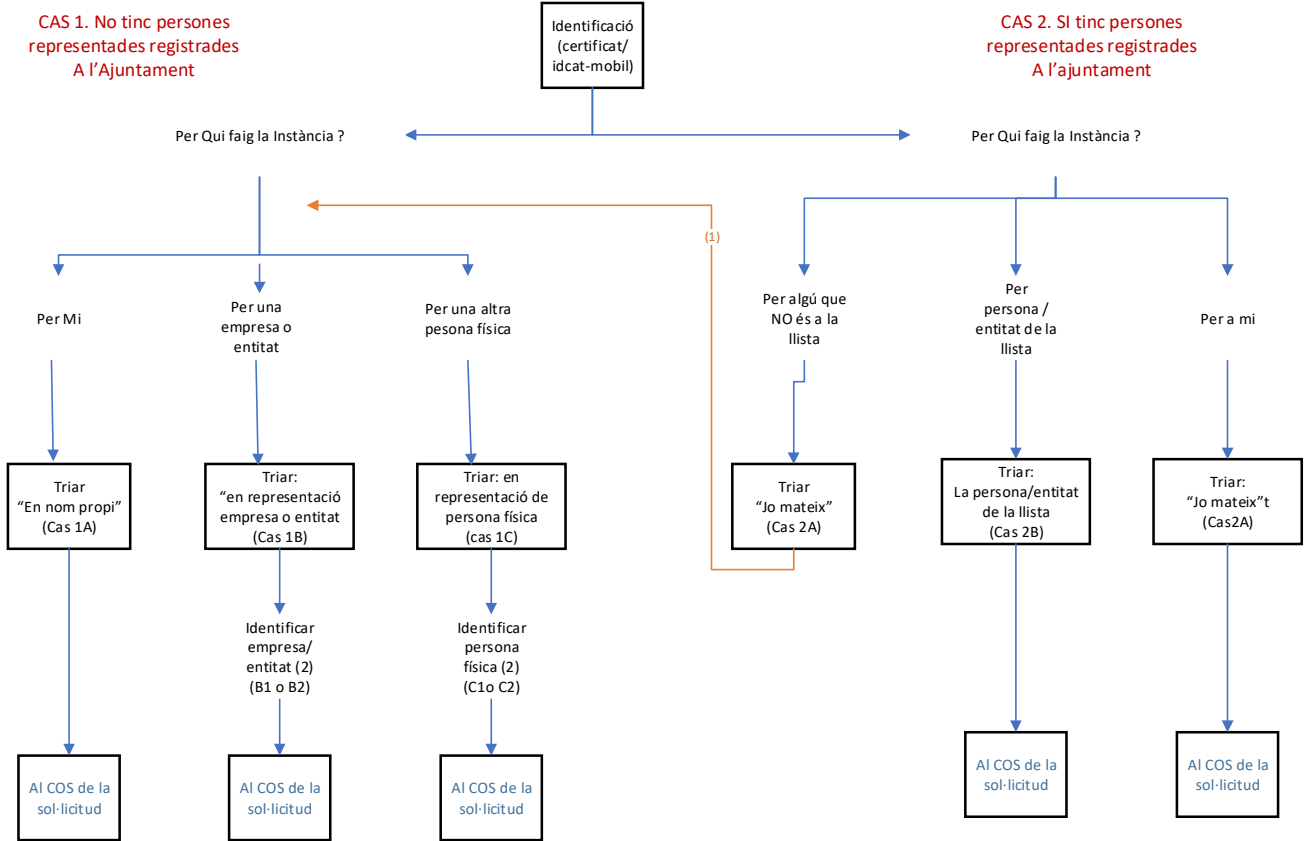 CAS 1. No tinc persones
representades registrades
A l’Ajuntament
Identificació
(certificat/
idcat-mobil)
CAS 2. SI tinc persones
representades registrades
A l’ajuntament
Per Qui faig la Instància ?
Per Qui faig la Instància ?
(1)
Per Mi
Per una
empresa o
entitat
Per una altra
pesona física
Per algú que
NO és a la
llista
Per
persona /
entitat de la
llista
Per a mi
Triar
“En nom propi”
(Cas 1A)
Triar:
“en representació
empresa o entitat
(Cas 1B)
Triar: en
representació de
persona física
(cas 1C)
Triar
“Jo mateix”
(Cas 2A)
Triar:
La persona/entitat
de la llista
(Cas 2B)
Triar:
“Jo mateix”t
(Cas2A)
Identificar
empresa/
entitat (2)
(B1 o B2)
Identificar
persona
física (2)
(C1o C2)
Al COS de la
sol·licitud
Al COS de la
sol·licitud
Al COS de la
sol·licitud
Al COS de la
sol·licitud
Al COS de la
sol·licitud